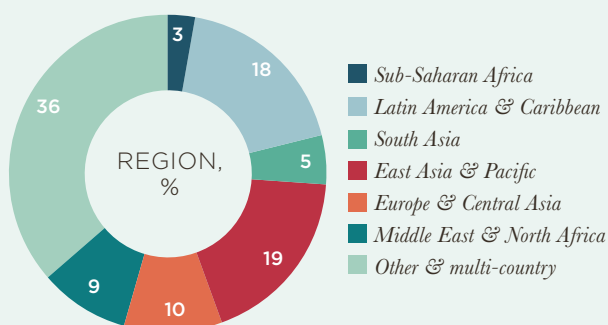 3
18
5
19
10
9
36
REGION,
%
Sub-Saharan Africa
Latin America & Caribbean
South Asia
East Asia & Pacific
Europe & Central Asia
Middle East & North Africa
Other & multi-country